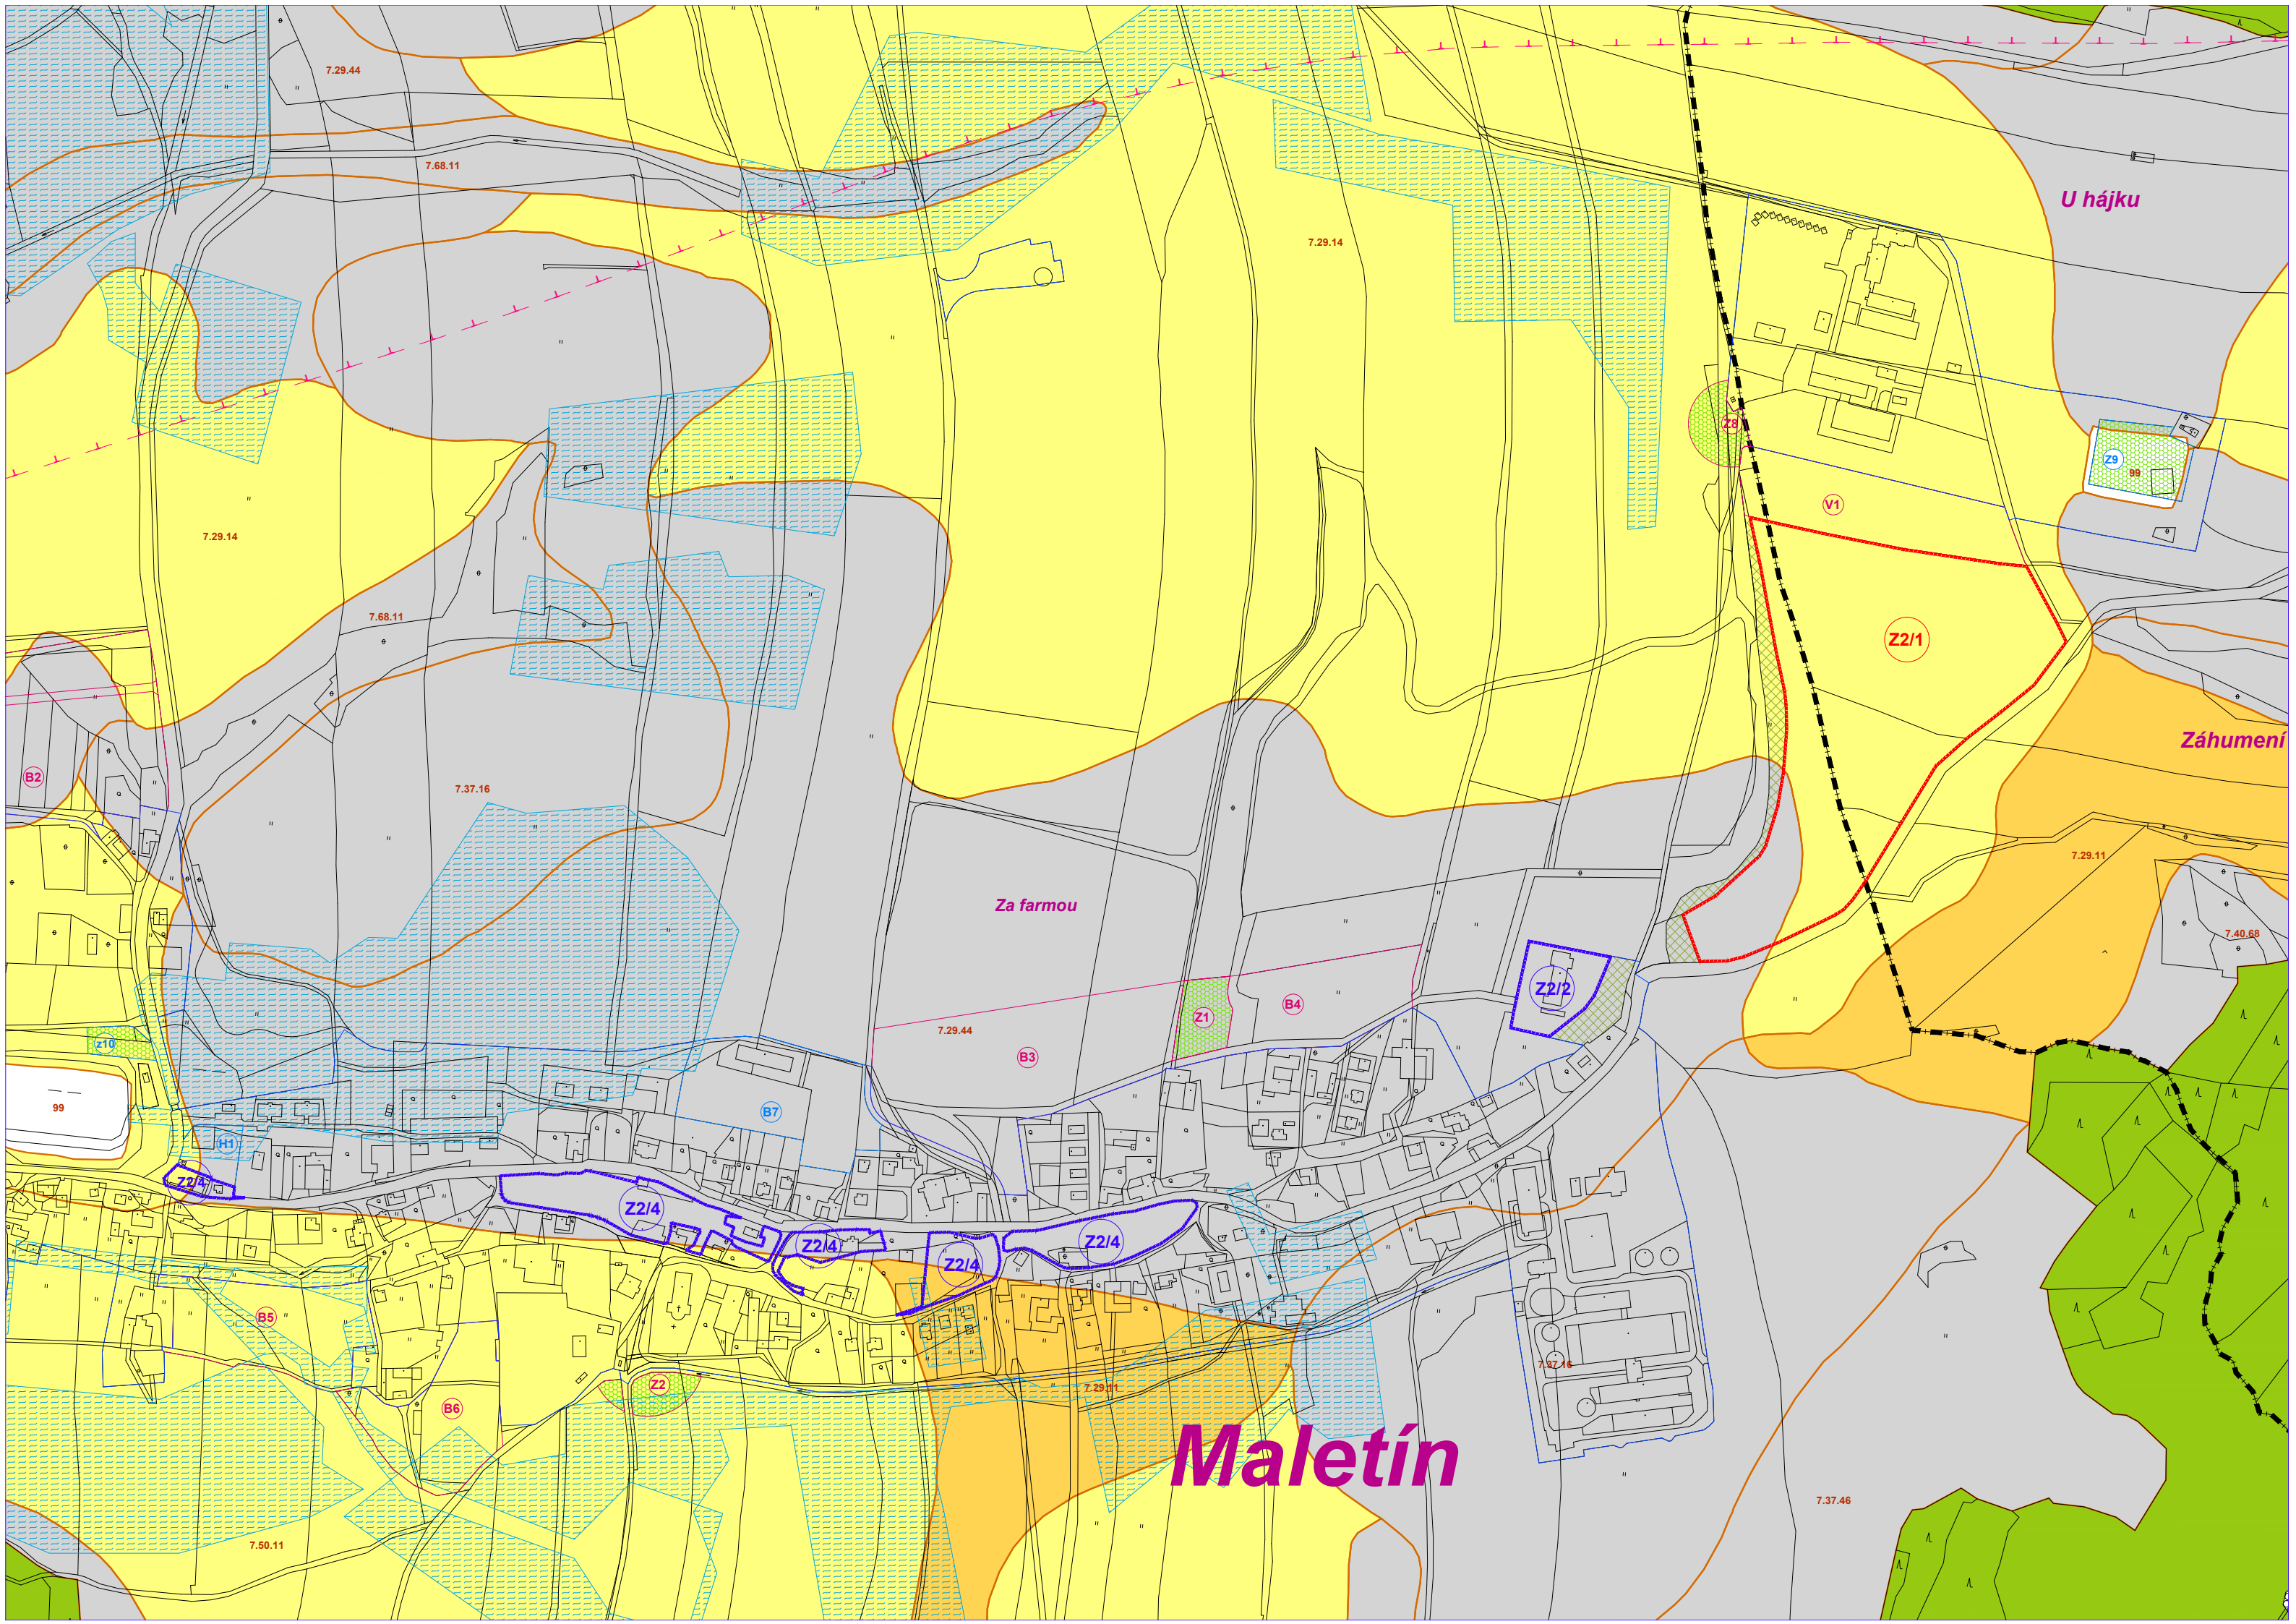 7.29.44
7.68.11
U hájku
7.29.14
Z8
Z9
99
V1
7.29.14
7.68.11
Z2/1
Záhumení
B2
7.37.16
7.29.11
Za farmou
7.40.68
Z2/2
B4
Z1
7.29.44
z10
B3
99
B7
H1
Z2/4
Z2/4
Z2/4
Z2/4
Z2/4
B5
7.37.16
Z2
7.29.11
B6
Maletín
7.37.46
7.50.11